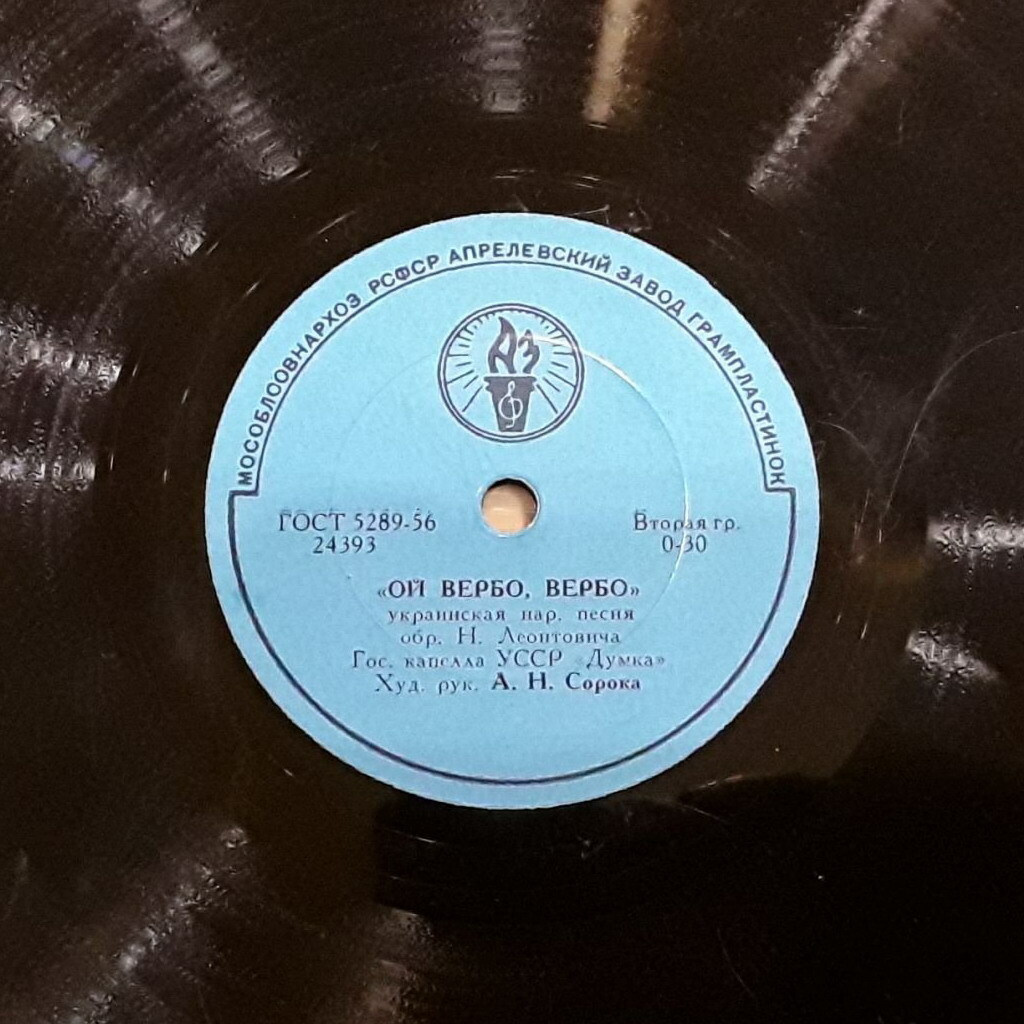 МОСОБЛСОВНАРХОЗ РСФСР АПРЕЛЕВСКИЙ ЗАВОД ГРАМПЛАСТИНОК
АЗ
ГОСТ 5289-56 Вторая гр.
24393 0-30
«ОЙ ВЕРБО, ВЕРБО»
украинская нар. песня
обр. Н. Леонтовича
Гос. капелла УССР «Думка»
Худ. рук. А. Н. Сорока